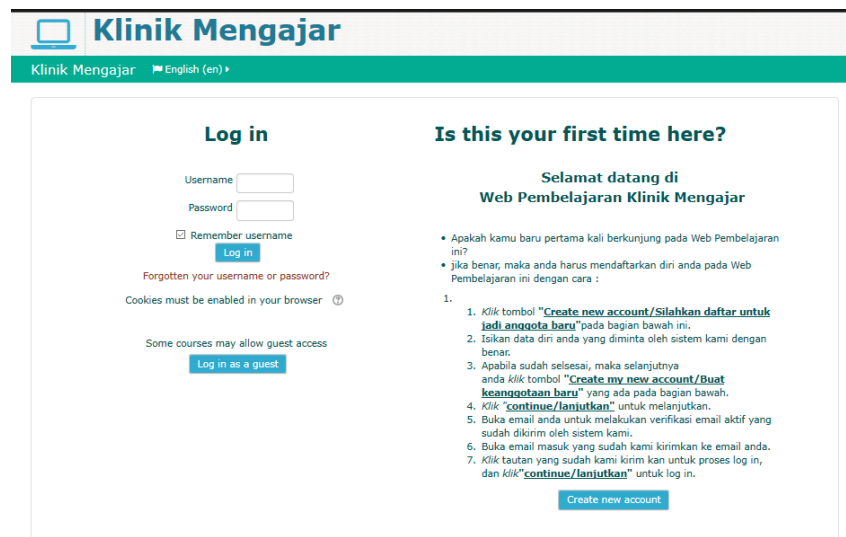 Klinik Mengajar
Klinik Mengajar English (en)
Log in
Username
Password
Remember username
Log in
Forgotten your username or password?
Cookies must be enabled in your browser ?
Some courses may allow guest access
Log in as a guest
Is this your first time here?
Selamat datang di
Web Pembelajaran Klinik Mengajar
• Apakah kamu baru pertama kali berkunjung pada Web Pembelajaran
ini?
• jika benar, maka anda harus mendaftarkan diri anda pada Web
Pembelajaran ini dengan cara :
1.
1. Klik tombol "Create new account/Silahkan daftar untuk
jadi anggota baru"pada bagian bawah ini.
2. Isikan data diri anda yang diminta oleh sistem kami dengan
benar.
3. Apabila sudah selsesai, maka selanjutnya
anda klik tombol "Create my new account/Buat
keanggotaan baru" yang ada pada bagian bawah.
4. Klik "continue/lanjutkan" untuk melanjutkan.
5. Buka email anda untuk melakukan verifikasi email aktif yang
sudah dikirim oleh sistem kami.
6. Buka email masuk yang sudah kami kirimkan ke email anda.
7. Klik tautan yang sudah kami kirim kan untuk proses log in,
dan klik"continue/lanjutkan" untuk log in.
Create new account